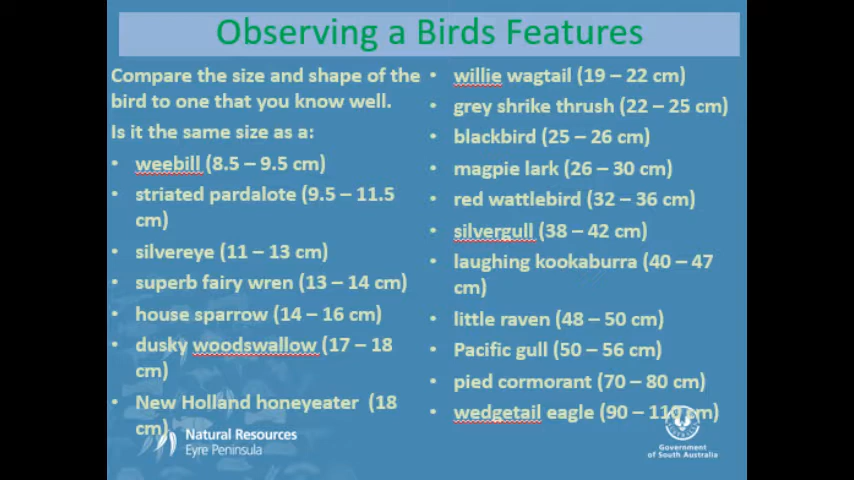 Observing a Birds Features
Compare the size and shape of the
bird to one that you know well.
Is it the same size as a:
• weebill (8.5 – 9.5 cm)
• striated pardalote (9.5 – 11.5
cm)
• silvereye (11 – 13 cm)
• superb fairy wren (13 – 14 cm)
• house sparrow (14 – 16 cm)
• dusky woodswallow (17 – 18
cm)
• New Holland honeyeater (18
cm)
• willie wagtail (19 – 22 cm)
• grey shrike thrush (22 – 25 cm)
• blackbird (25 – 26 cm)
• magpie lark (26 – 30 cm)
• red wattlebird (32 – 36 cm)
• silvergull (38 – 42 cm)
• laughing kookaburra (40 – 47
cm)
• little raven (48 – 50 cm)
• Pacific gull (50 – 56 cm)
• pied cormorant (70 – 80 cm)
• wedgetail eagle (90 – 110 cm)
Natural Resources
Eyre Peninsula
Government
of South Australia